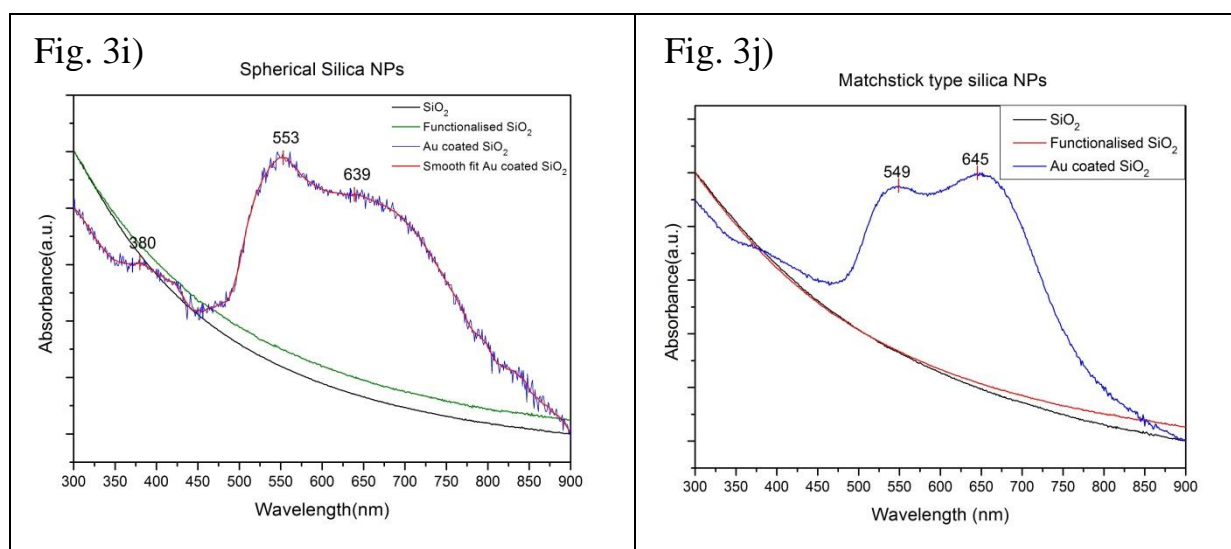 Fig. 3i)
Spherical Silica NPs
SiO₂
Functionalised SiO₂
Au coated SiO₂
Smooth fit Au coated SiO₂
553
639
380
Absorbance(a.u.)
300 350 400 450 500 550 600 650 700 750 800 850 900
Wavelength(nm)
Fig. 3j)
Matchstick type silica NPs
SiO₂
Functionalised SiO₂
Au coated SiO₂
549
645
Absorbance(a.u.)
300 350 400 450 500 550 600 650 700 750 800 850 900
Wavelength (nm)